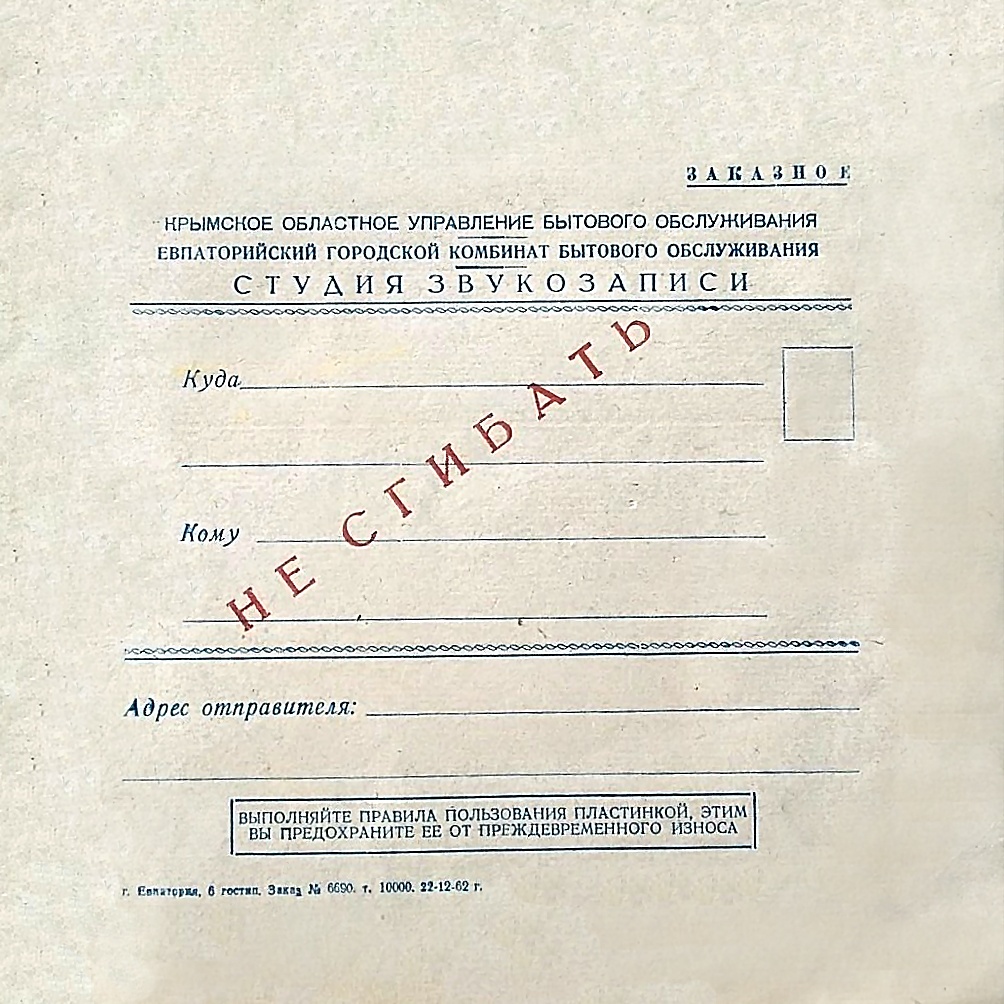 ЗАКАЗНОЕ
КРЫМСКОЕ ОБЛАСТНОЕ УПРАВЛЕНИЕ БЫТОВОГО ОБСЛУЖИВАНИЯ
ЕВПАТОРИЙСКИЙ ГОРОДСКОЙ КОМБИНАТ БЫТОВОГО ОБСЛУЖИВАНИЯ
СТУДИЯ ЗВУКОЗАПИСИ
Куда
НЕ СГИБАТЬ
Кому
Адрес отправителя:
ВЫПОЛНЯЙТЕ ПРАВИЛА ПОЛЬЗОВАНИЯ ПЛАСТИНКОЙ, ЭТИМ
ВЫ ПРЕДОХРАНИТЕ ЕЕ ОТ ПРЕЖДЕВРЕМЕННОГО ИЗНОСА
г. Евпатория, 6 гостип. Заказ № 6690. т. 10000. 22-12-62 г.